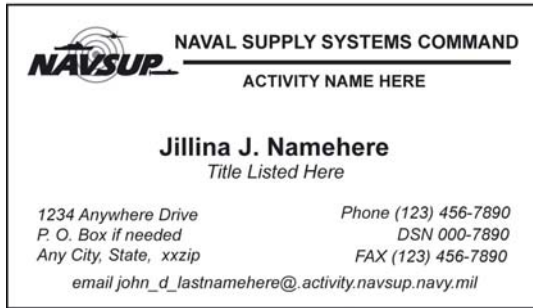 NAVSUP
NAVAL SUPPLY SYSTEMS COMMAND
ACTIVITY NAME HERE
Jillina J. Namehere
Title Listed Here
1234 Anywhere Drive
P. O. Box if needed
Any City, State, xxzip
Phone (123) 456-7890
DSN 000-7890
FAX (123) 456-7890
email john_d_lastnamehere@.activity.navsup.navy.mil